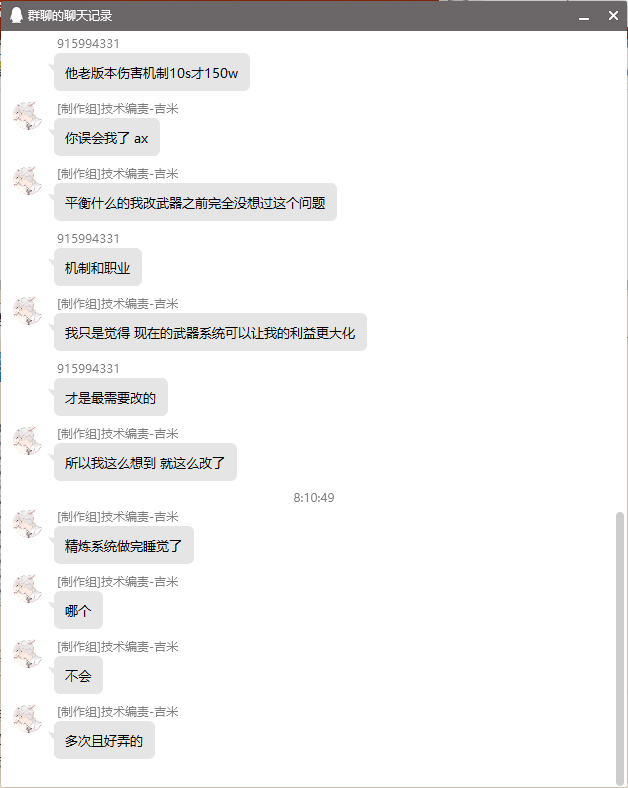 群聊的聊天记录
915994331
他老版本伤害机制10s才150w
[制作组]技术编责-吉米
你误会我了 ax
[制作组]技术编责-吉米
平衡什么的我改武器之前完全没想过这个问题
915994331
机制和职业
[制作组]技术编责-吉米
我只是觉得 现在的武器系统可以让我的利益更大化
915994331
才是最需要改的
[制作组]技术编责-吉米
所以我这么想到 就这么改了
8:10:49
[制作组]技术编责-吉米
精炼系统做完睡觉了
[制作组]技术编责-吉米
哪个
[制作组]技术编责-吉米
不会
[制作组]技术编责-吉米
多次且好弄的